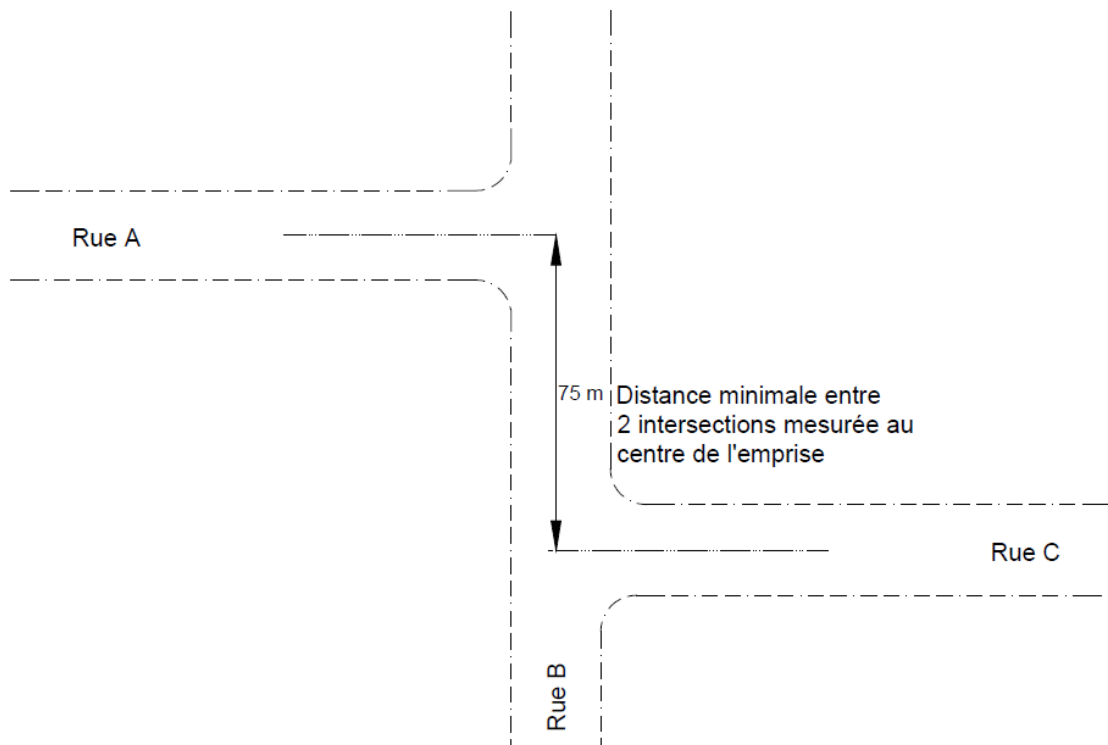 Rue A
75 m
Distance minimale entre
2 intersections mesurée au
centre de l'emprise
Rue C
Rue B